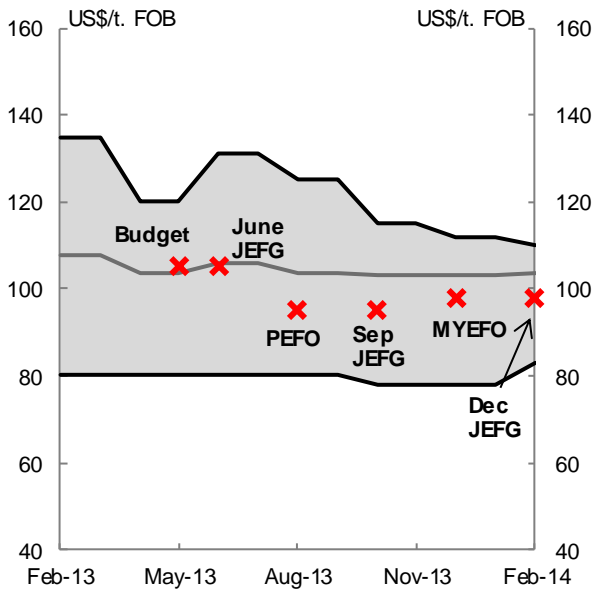 US$/t. FOB
US$/t. FOB
160
160
140
140
120
120
100
100
80
80
60
60
40
40
Budget
June
JEFG
PEFO
Sep
JEFG
MYEFO
Dec
JEFG
Feb-13
May-13
Aug-13
Nov-13
Feb-14